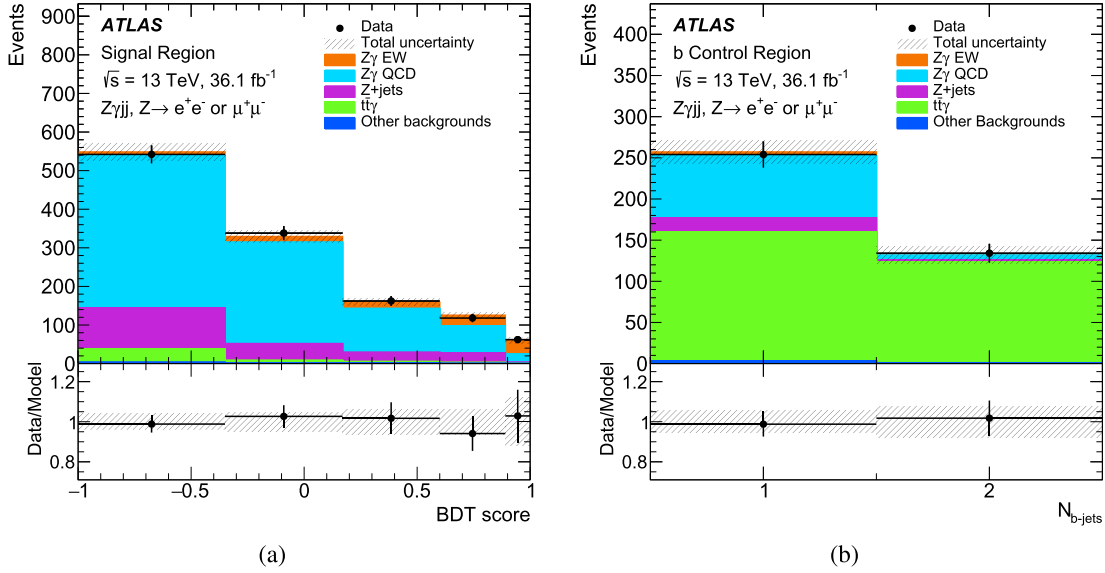 Events
900
800
700
600
500
400
300
200
100
0
ATLAS
Signal Region
√s = 13 TeV, 36.1 fb⁻¹
Zγjj, Z→ e⁺e⁻ or μ⁺μ⁻
Data
Total uncertainty
Zγ EW
Zγ QCD
Z+jets
tt̄γ
Other backgrounds
Data/Model
1.2
1
0.8
−1
−0.5
0
0.5
1
BDT score
(a)
Events
400
350
300
250
200
150
100
50
0
ATLAS
b Control Region
√s = 13 TeV, 36.1 fb⁻¹
Zγjj, Z→ e⁺e⁻ or μ⁺μ⁻
Data
Total uncertainty
Zγ EW
Zγ QCD
Z+jets
tt̄γ
Other Backgrounds
Data/Model
1.2
1
0.8
1
2
N b-jets
(b)